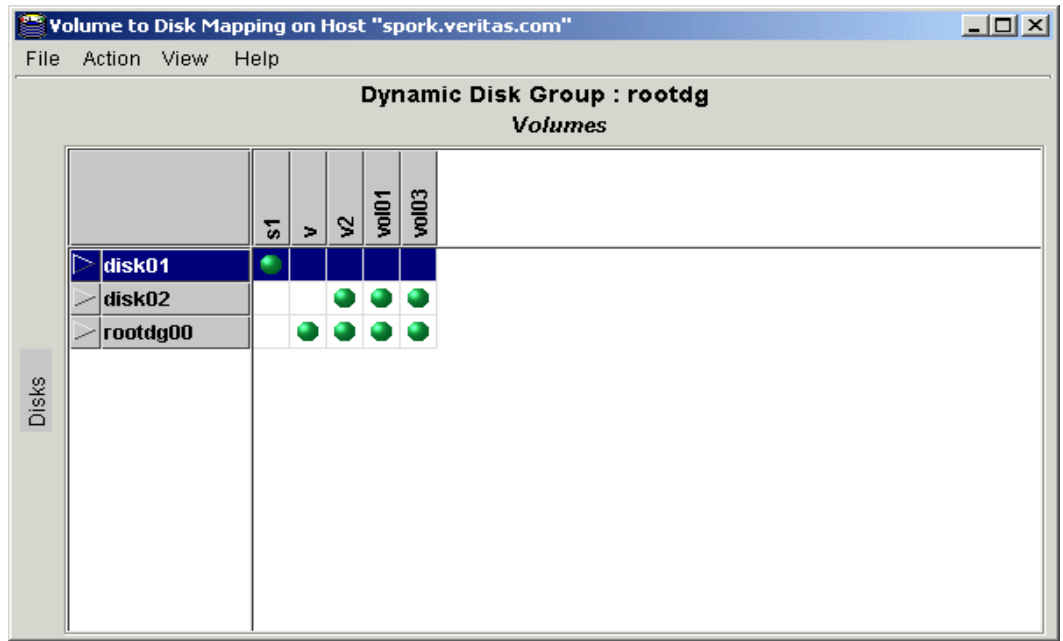 Volume to Disk Mapping on Host "spork.veritas.com"
File Action View Help
Dynamic Disk Group : rootdg
Volumes
s1 v v2 vol01 vol03
disk01
disk02
rootdg00
Disks